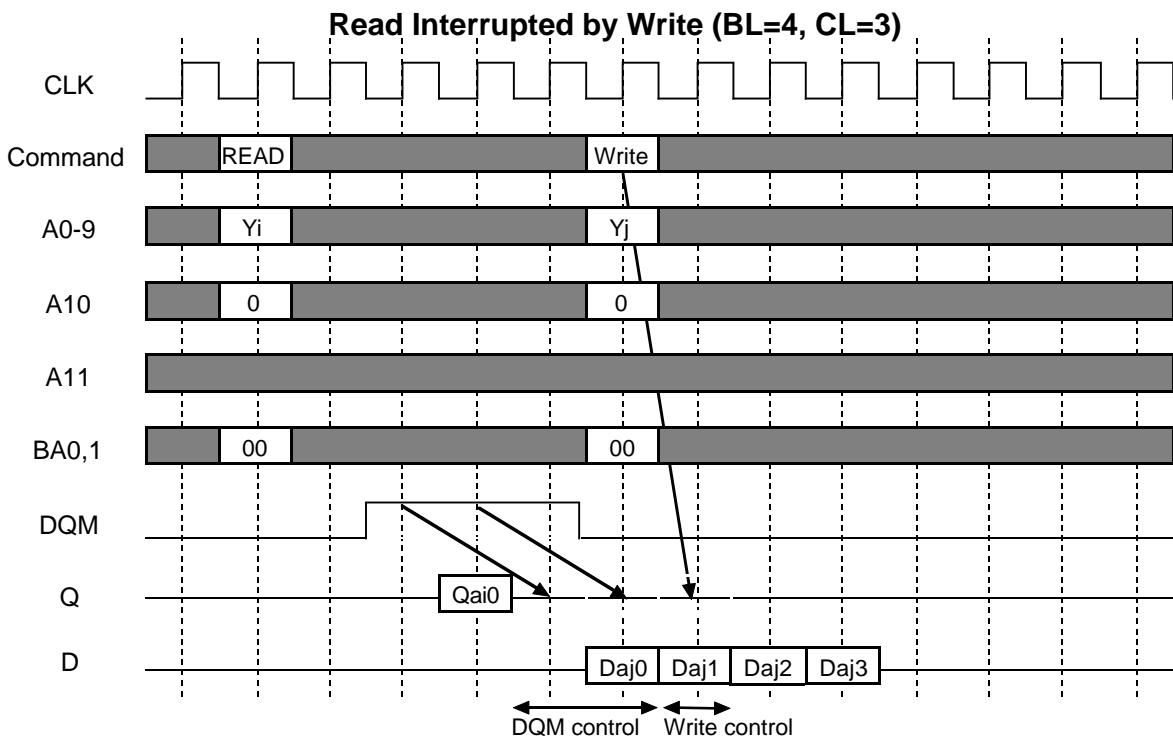 Read Interrupted by Write (BL=4, CL=3)
CLK
Command READ Write
A0-9 Yi Yj
A10 0 0
A11
BA0,1 00 00
DQM
Q Qai0
D Daj0 Daj1 Daj2 Daj3
DQM control Write control